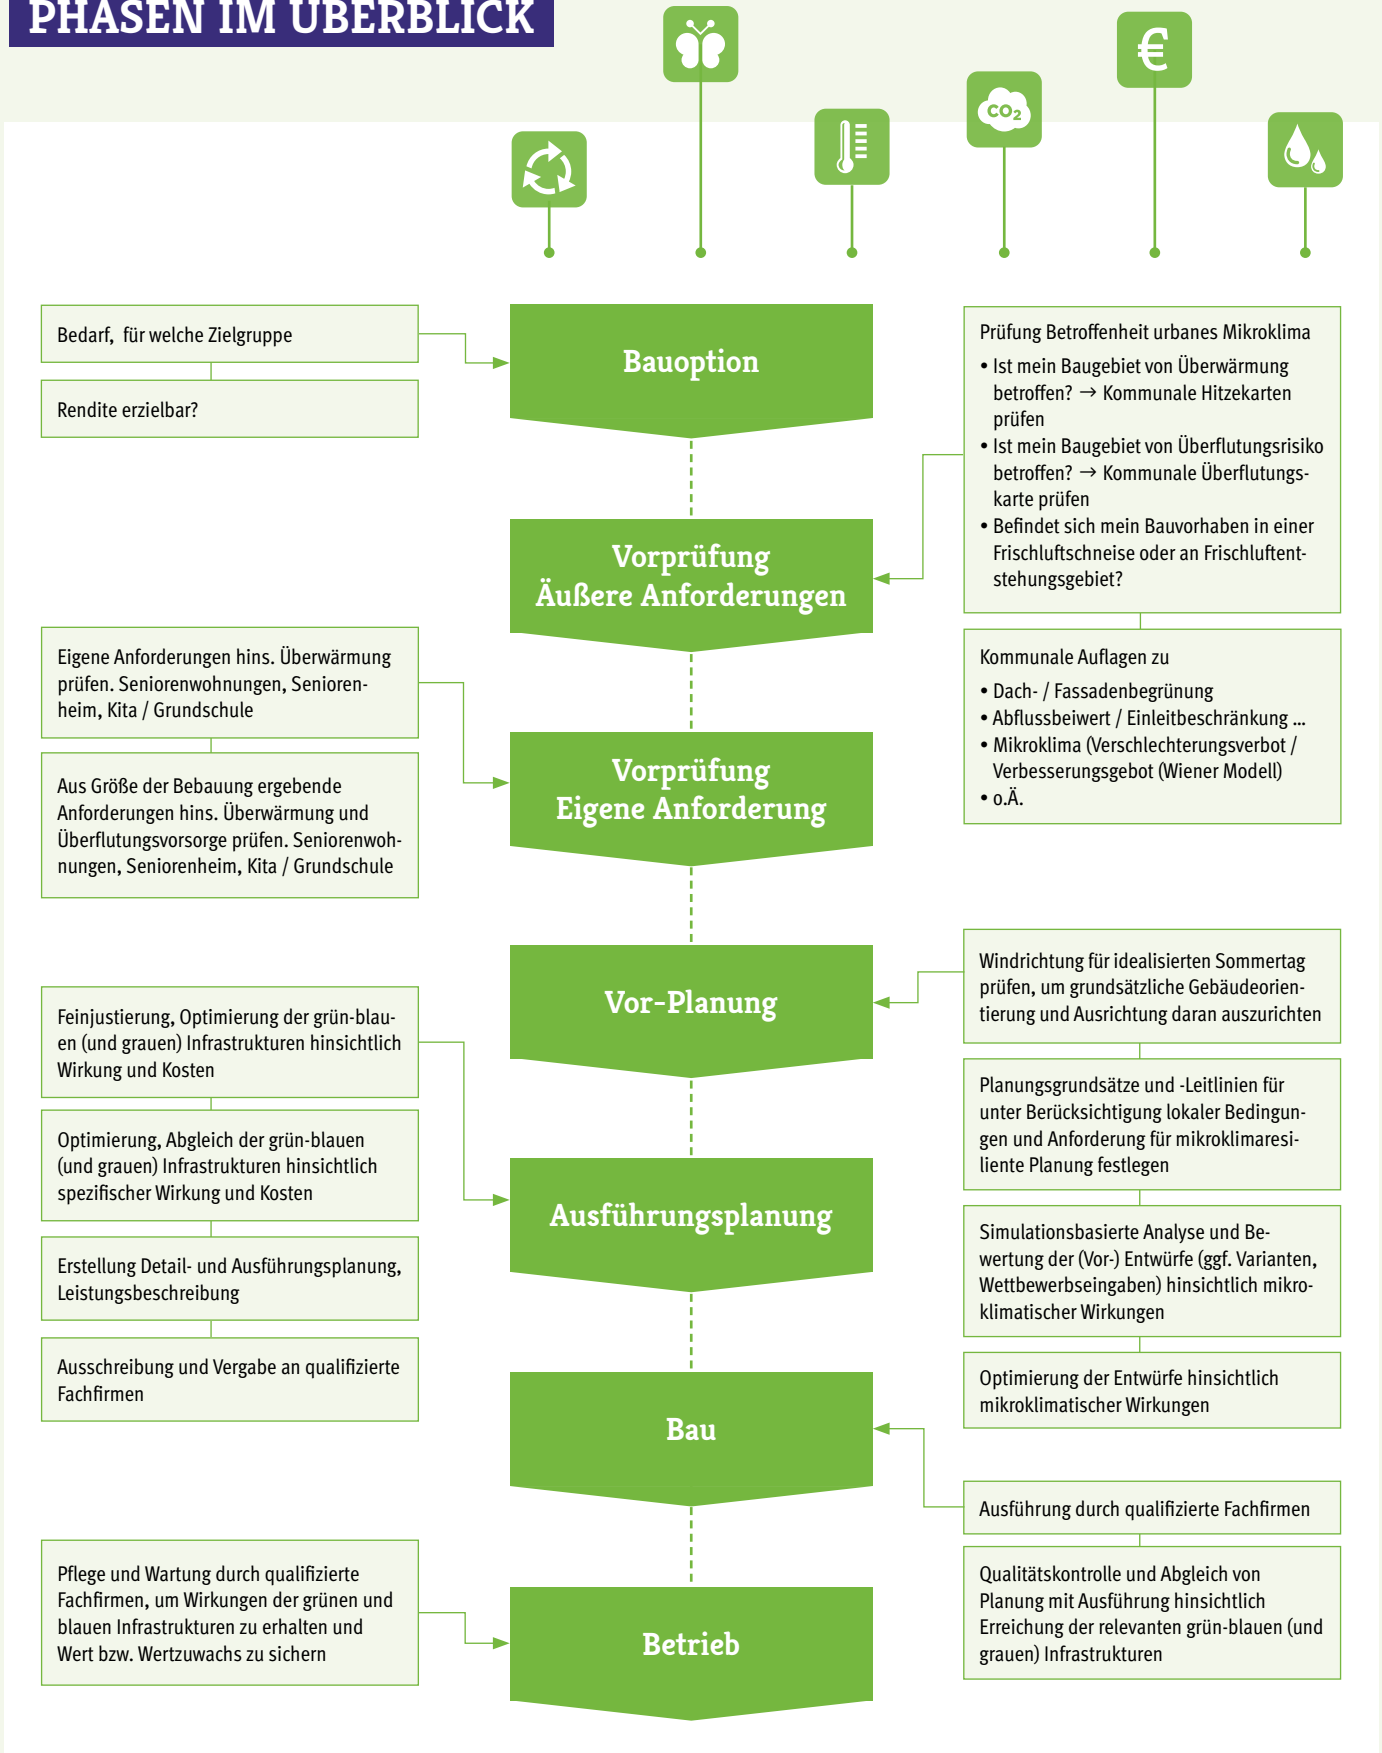 PHASEN IM ÜBERBLICK
€
CO₂
Bedarf, für welche Zielgruppe
Rendite erzielbar?
Bauoption
Prüfung Betroffenheit urbanes Mikroklima
• Ist mein Baugebiet von Überwärmung
betroffen? → Kommunale Hitzekarten
prüfen
• Ist mein Baugebiet von Überflutungsrisiko
betroffen? → Kommunale Überflutungs-
karte prüfen
• Befindet sich mein Bauvorhaben in einer
Frischluftschneise oder an Frischluftent-
stehungsgebiet?
Vorprüfung
Äußere Anforderungen
Kommunale Auflagen zu
• Dach- / Fassadenbegrünung
• Abflussbeiwert / Einleitbeschränkung ...
• Mikroklima (Verschlechterungsverbot /
Verbesserungsgebot (Wiener Modell)
• o.Ä.
Eigene Anforderungen hins. Überwärmung
prüfen. Seniorenwohnungen, Senioren-
heim, Kita / Grundschule
Aus Größe der Bebauung ergebende
Anforderungen hins. Überwärmung und
Überflutungsvorsorge prüfen. Seniorenwoh-
nungen, Seniorenheim, Kita / Grundschule
Vorprüfung
Eigene Anforderung
Vor-Planung
Windrichtung für idealisierten Sommertag
prüfen, um grundsätzliche Gebäudeorien-
tierung und Ausrichtung daran auszurichten
Planungsgrundsätze und -Leitlinien für
unter Berücksichtigung lokaler Bedingun-
gen und Anforderung für mikroklimaresi-
liente Planung festlegen
Simulationsbasierte Analyse und Be-
wertung der (Vor-) Entwürfe (ggf. Varianten,
Wettbewerbseingaben) hinsichtlich mikro-
klimatischer Wirkungen
Optimierung der Entwürfe hinsichtlich
mikroklimatischer Wirkungen
Feinjustierung, Optimierung der grün-blau-
en (und grauen) Infrastrukturen hinsichtlich
Wirkung und Kosten
Optimierung, Abgleich der grün-blauen
(und grauen) Infrastrukturen hinsichtlich
spezifischer Wirkung und Kosten
Erstellung Detail- und Ausführungsplanung,
Leistungsbeschreibung
Ausschreibung und Vergabe an qualifizierte
Fachfirmen
Ausführungsplanung
Bau
Ausführung durch qualifizierte Fachfirmen
Qualitätskontrolle und Abgleich von
Planung mit Ausführung hinsichtlich
Erreichung der relevanten grün-blauen (und
grauen) Infrastrukturen
Pflege und Wartung durch qualifizierte
Fachfirmen, um Wirkungen der grünen und
blauen Infrastrukturen zu erhalten und
Wert bzw. Wertzuwachs zu sichern
Betrieb